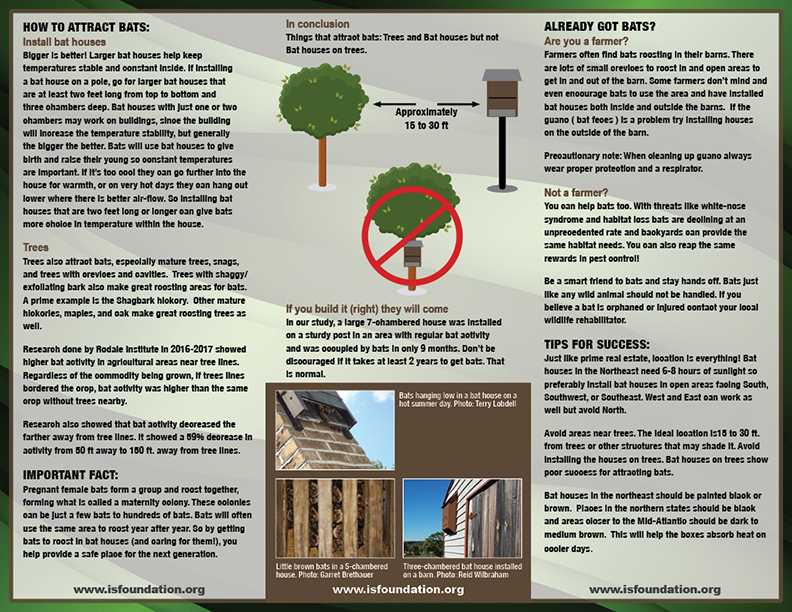 HOW TO ATTRACT BATS:
Install bat houses
Bigger is better! Larger bat houses help keep
temperatures stable and constant inside. If installing
a bat house on a pole, go for larger bat houses that
are at least two feet long from top to bottom and
three chambers deep. Bat houses with just one or two
chambers may work on buildings, since the building
will increase the temperature stability, but generally
the bigger the better. Bats will use bat houses to give
birth and raise their young so constant temperatures
are important. If it's too cool they can go further into the
house for warmth, or on very hot days they can hang out
lower where there is better air-flow. So installing bat
houses that are two feet long or longer can give bats
more choice in temperature within the house.
Trees
Trees also attract bats, especially mature trees, snags,
and trees with crevices and cavities. Trees with shaggy/
exfoliating bark also make great roosting areas for bats.
A prime example is the Shagbark hickory. Other mature
hickories, maples, and oak make great roosting trees as
well.
Research done by Rodale Institute in 2016-2017 showed
higher bat activity in agricultural areas near tree lines.
Regardless of the commodity being grown, if trees lines
bordered the crop, bat activity was higher than the same
crop without trees nearby.
Research also showed that bat activity decreased the
farther away from tree lines. It showed a 59% decrease in
activity from 50 ft away to 150 ft. away from tree lines.
IMPORTANT FACT:
Pregnant female bats form a group and roost together,
forming what is called a maternity colony. These colonies
can be just a few bats to hundreds of bats. Bats will often
use the same area to roost year after year. So by getting
bats to roost in bat houses (and caring for them!), you
help provide a safe place for the next generation.
www.isfoundation.org
In conclusion
Things that attract bats: Trees and Bat houses but not
Bat houses on trees.
Approximately
15 to 30 ft
If you build it (right) they will come
In our study, a large 7-chambered house was installed
on a sturdy post in an area with regular bat activity
and was occupied by bats in only 9 months. Don't be
discouraged if it takes at least 2 years to get bats. That
is normal.
Bats hanging low in a bat house on a
hot summer day. Photo: Terry Lobdell
Little brown bats in a 5-chambered
house. Photo: Garret Brethauer
Three-chambered bat house installed
on a barn. Photo: Reid Wilbraham
www.isfoundation.org
ALREADY GOT BATS?
Are you a farmer?
Farmers often find bats roosting in their barns. There
are lots of small crevices to roost in and open areas to
get in and out of the barn. Some farmers don't mind and
even encourage bats to use the area and have installed
bat houses both inside and outside the barns. If the
guano ( bat feces ) is a problem try installing houses
on the outside of the barn.
Precautionary note: When cleaning up guano always
wear proper protection and a respirator.
Not a farmer?
You can help bats too. With threats like white-nose
syndrome and habitat loss bats are declining at an
unprecedented rate and backyards can provide the
same habitat needs. You can also reap the same
rewards in pest control!
Be a smart friend to bats and stay hands off. Bats just
like any wild animal should not be handled. If you
believe a bat is orphaned or injured contact your local
wildlife rehabilitator.
TIPS FOR SUCCESS:
Just like prime real estate, location is everything! Bat
houses in the Northeast need 6-8 hours of sunlight so
preferably install bat houses in open areas facing South,
Southwest, or Southeast. West and East can work as
well but avoid North.
Avoid areas near trees. The ideal location is15 to 30 ft.
from trees or other structures that may shade it. Avoid
installing the houses on trees. Bat houses on trees show
poor success for attracting bats.
Bat houses in the northeast should be painted black or
brown. Places in the northern states should be black
and areas closer to the Mid-Atlantic should be dark to
medium brown. This will help the boxes absorb heat on
cooler days.
www.isfoundation.org